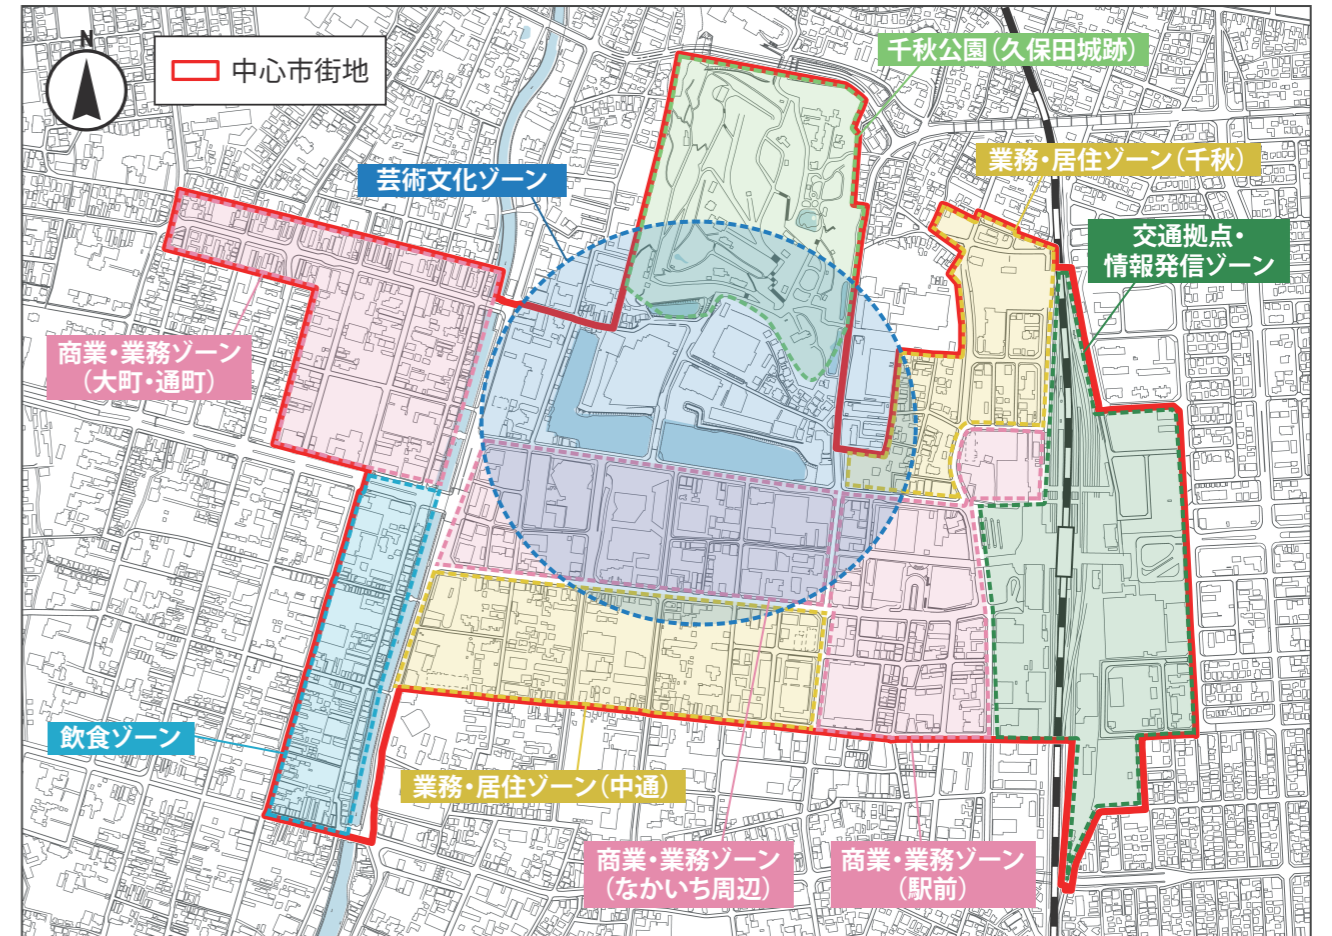 N
中心市街地
千秋公園（久保田城跡）
芸術文化ゾーン
業務・居住ゾーン（千秋）
交通拠点・
情報発信ゾーン
商業・業務ゾーン
（大町・通町）
飲食ゾーン
業務・居住ゾーン（中通）
商業・業務ゾーン
（なかいち周辺）
商業・業務ゾーン
（駅前）